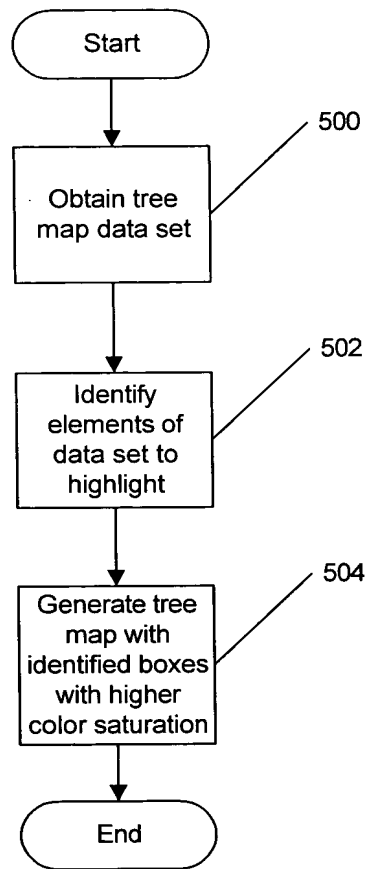 Start
500
Obtain tree
map data set
502
Identify
elements of
data set to
highlight
504
Generate tree
map with
identified boxes
with higher
color saturation
End